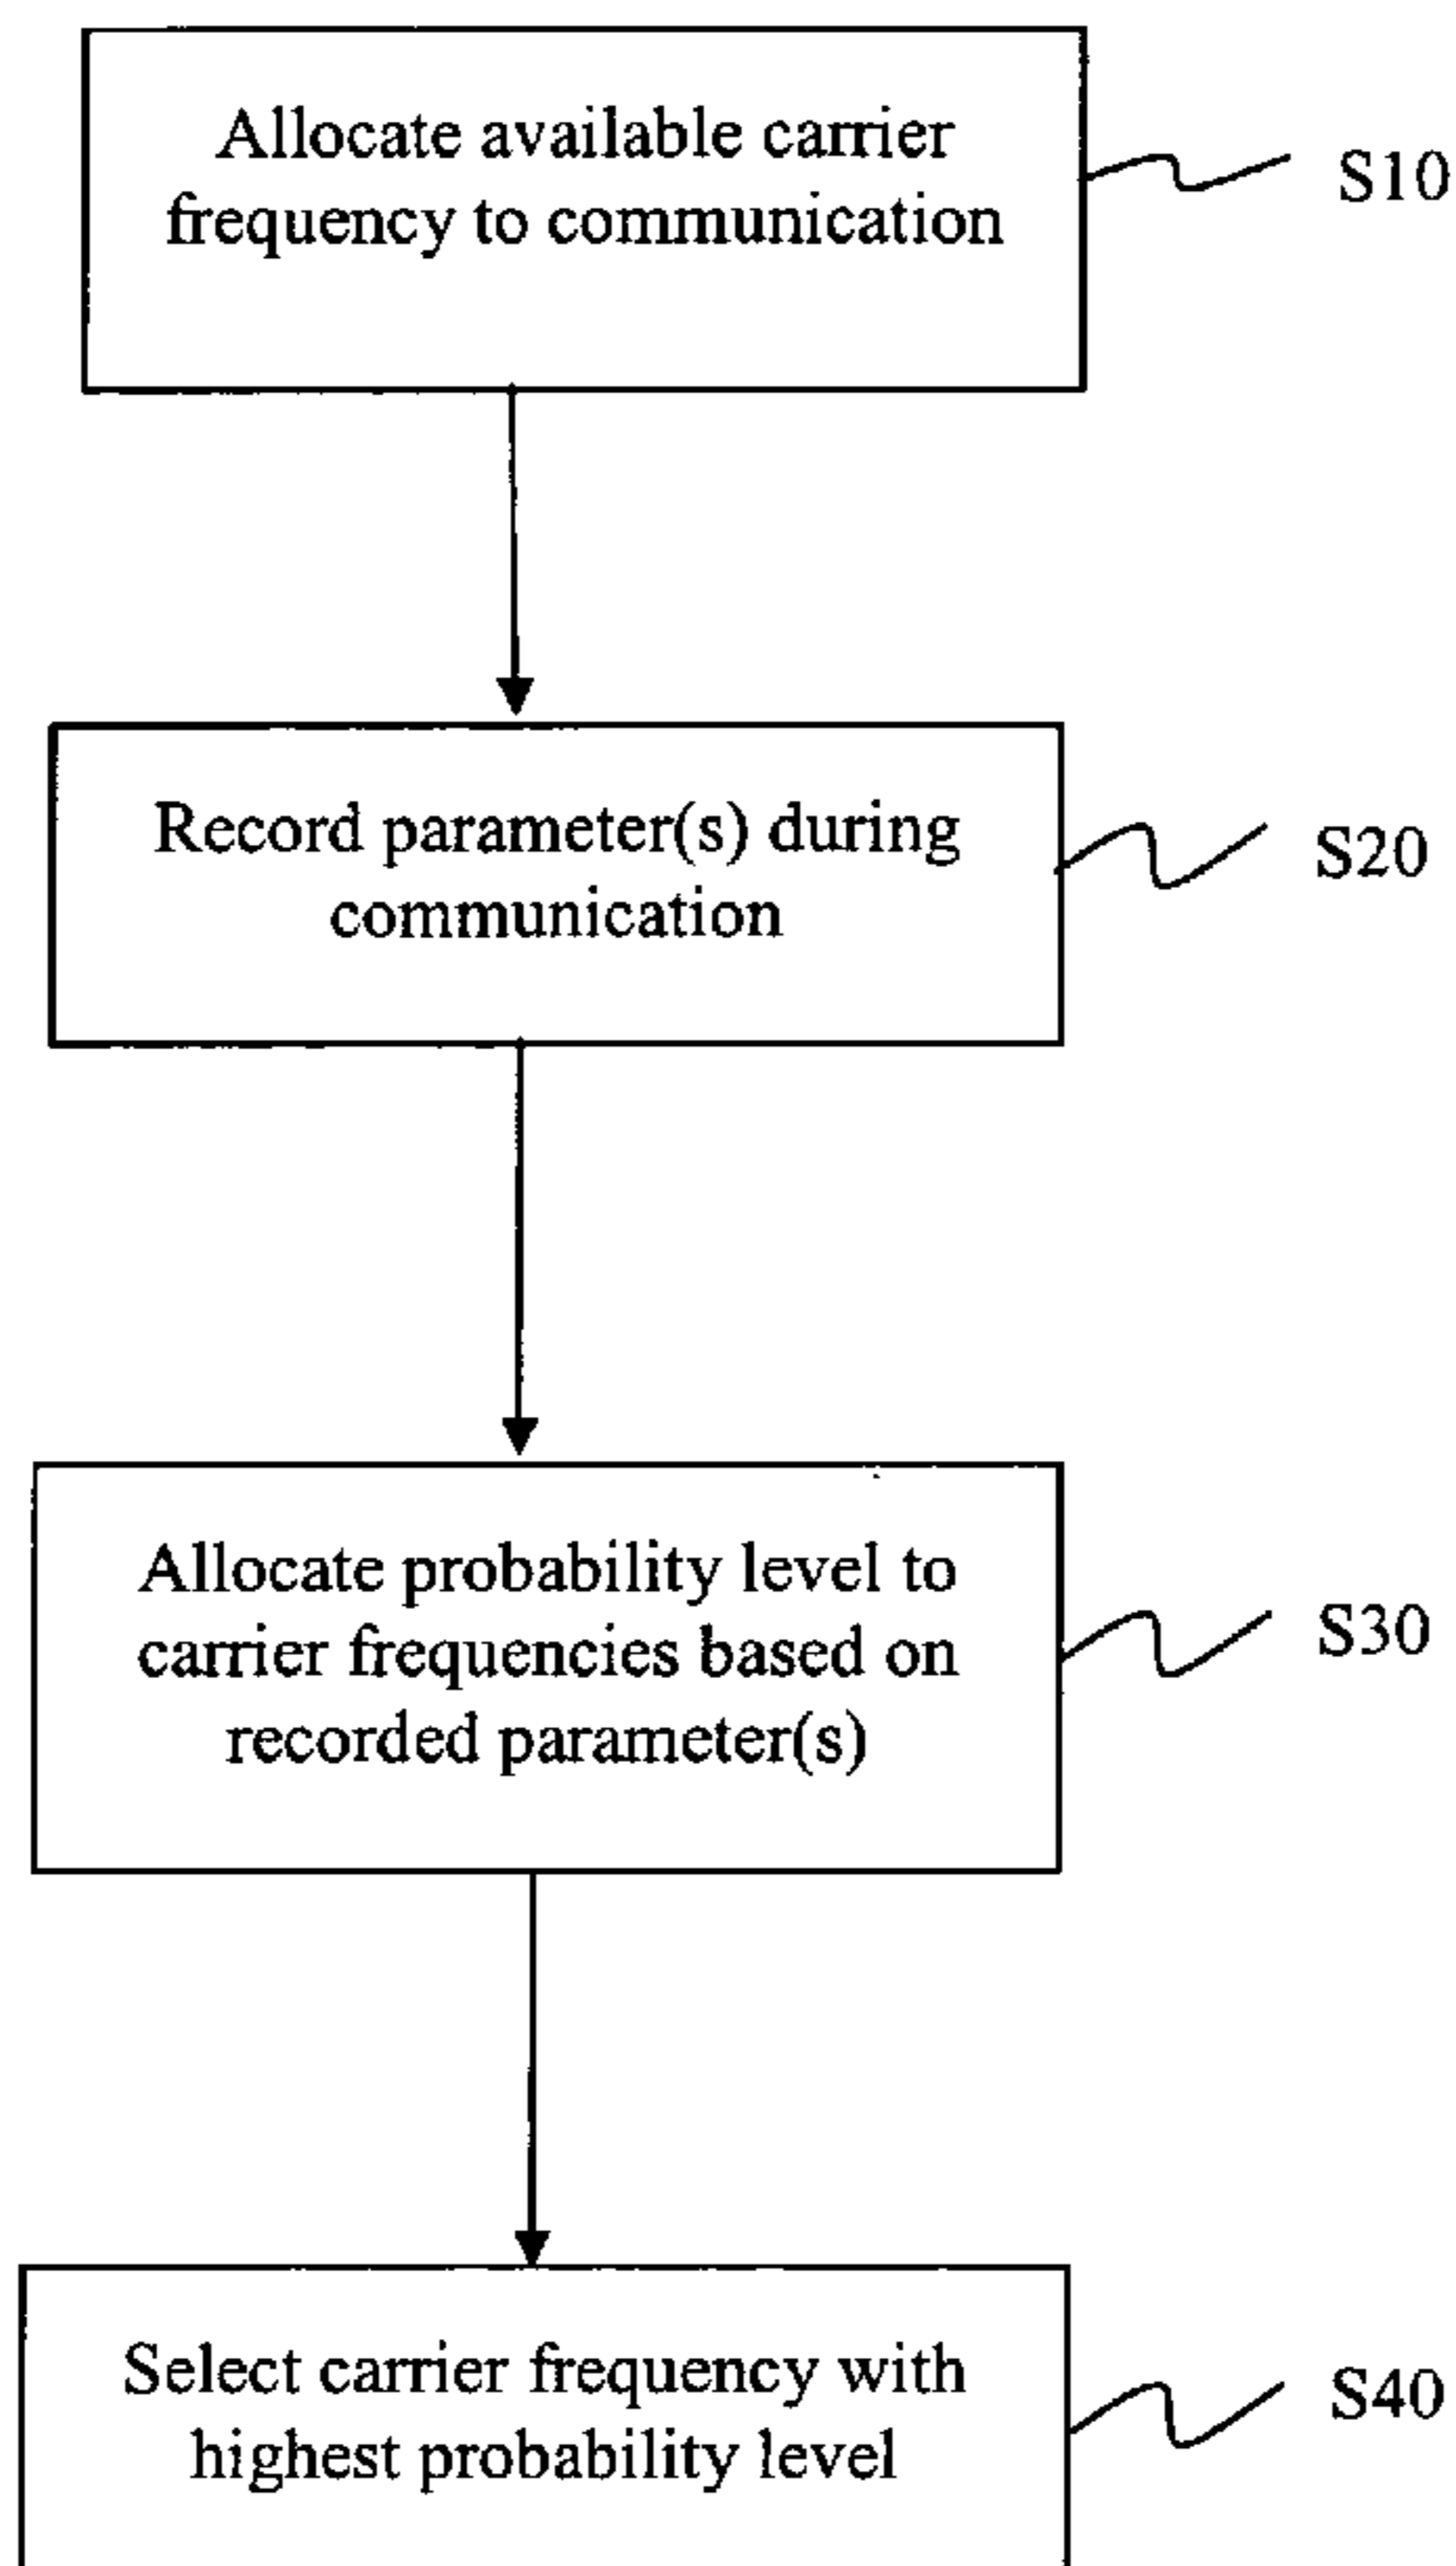 Allocate available carrier
frequency to communication
S10
Record parameter(s) during
communication
S20
Allocate probability level to
carrier frequencies based on
recorded parameter(s)
S30
Select carrier frequency with
highest probability level
S40